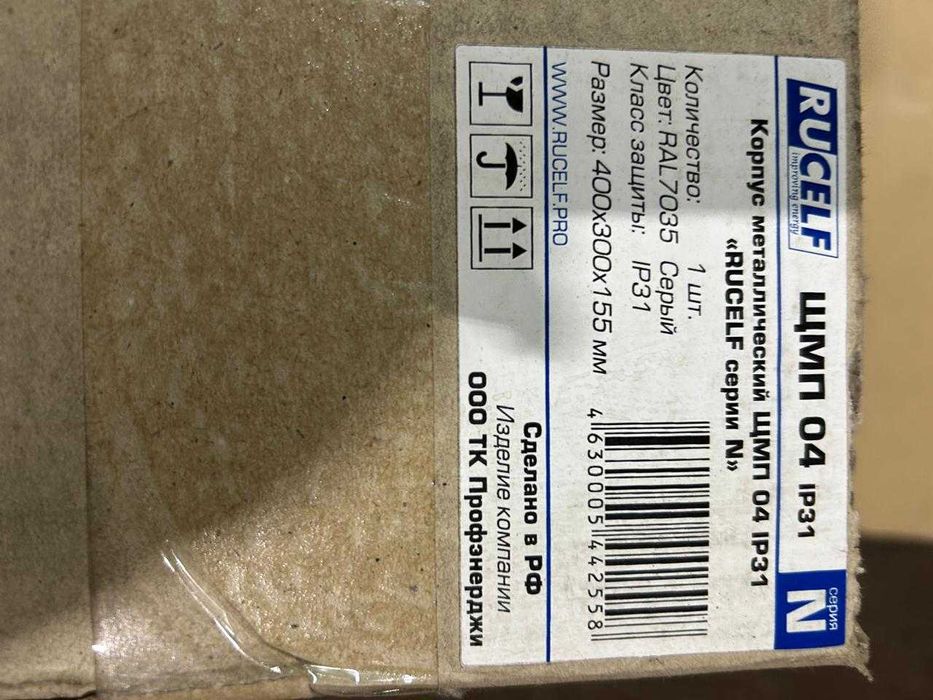 RUCELF
improving energy
ЩМП 04 IP31
серия
N
Корпус металлический ЩМП 04 IP31
«RUCELF серии N»
Количество: 1 шт.
Цвет: RAL7035 Серый
Класс защиты: IP31
Размер: 400x300x155 мм
4 630005 442558
WWW.RUCELF.PRO
Сделано в РФ
Изделие компании
ООО ТК Профэнерджи